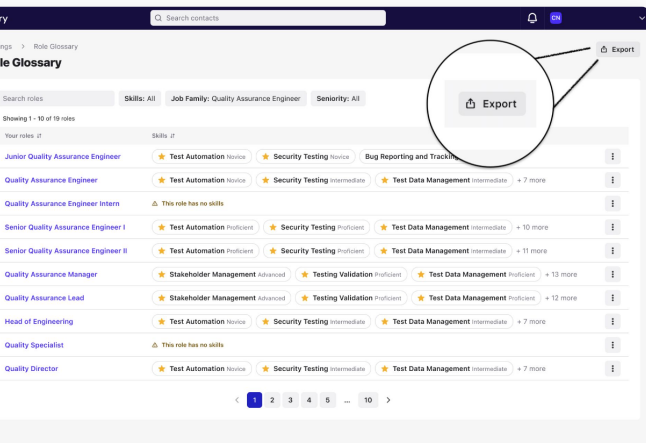 ry
Search contacts
CN
ngs > Role Glossary
Export
le Glossary
Export
Search roles
Skills: All
Job Family: Quality Assurance Engineer
Seniority: All
Showing 1 - 10 of 19 roles
Your roles Skills
Junior Quality Assurance Engineer Test Automation Novice Security Testing Novice Bug Reporting and Tracking
Quality Assurance Engineer Test Automation Novice Security Testing Intermediate Test Data Management Intermediate + 7 more
Quality Assurance Engineer Intern This role has no skills
Senior Quality Assurance Engineer I Test Automation Proficient Security Testing Proficient Test Data Management Intermediate + 10 more
Senior Quality Assurance Engineer II Test Automation Proficient Security Testing Proficient Test Data Management Intermediate + 11 more
Quality Assurance Manager Stakeholder Management Advanced Testing Validation Proficient Test Data Management Proficient + 13 more
Quality Assurance Lead Stakeholder Management Advanced Testing Validation Proficient Test Data Management Proficient + 12 more
Head of Engineering Test Automation Novice Security Testing Intermediate Test Data Management Intermediate + 7 more
Quality Specialist This role has no skills
Quality Director Test Automation Novice Security Testing Intermediate Test Data Management Intermediate + 7 more
< 1 2 3 4 5 ... 10 >